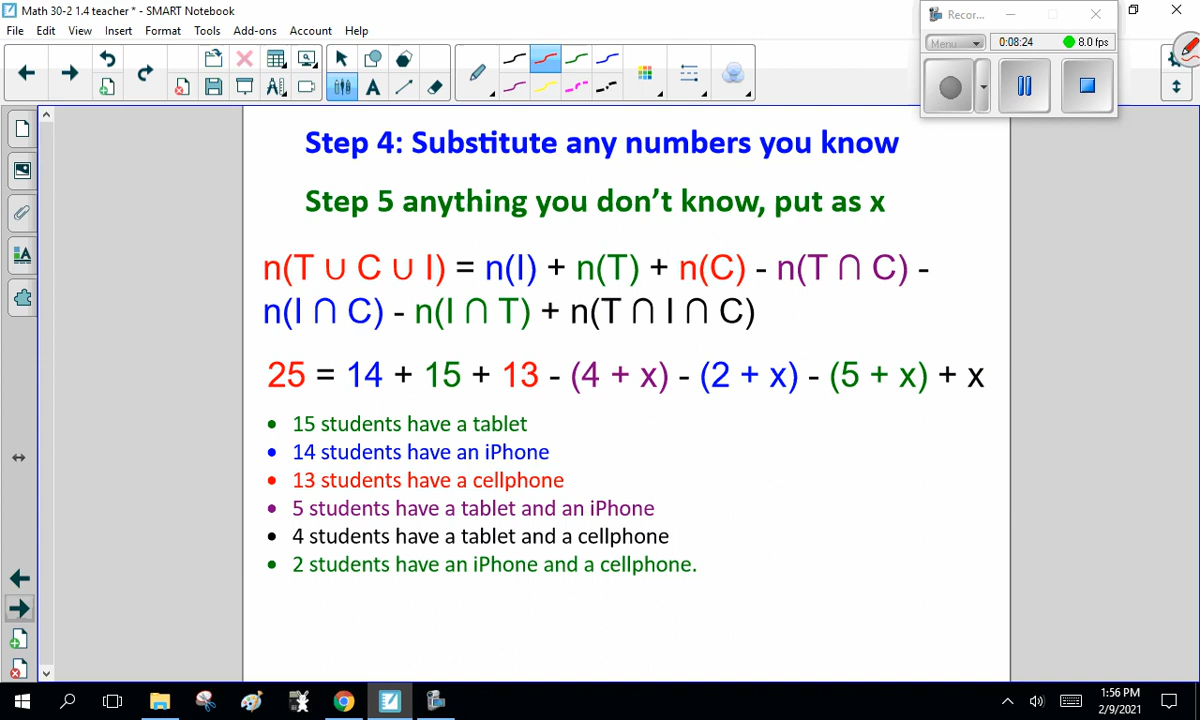 Math 30-2 1.4 teacher * - SMART Notebook
File Edit View Insert Format Tools Add-ons Account Help
Recor...
Menu
0:08:24
8.0 fps
Step 4: Substitute any numbers you know
Step 5 anything you don’t know, put as x
n(T ∪ C ∪ I) = n(I) + n(T) + n(C) - n(T ∩ C) -
n(I ∩ C) - n(I ∩ T) + n(T ∩ I ∩ C)
25 = 14 + 15 + 13 - (4 + x) - (2 + x) - (5 + x) + x
• 15 students have a tablet
• 14 students have an iPhone
• 13 students have a cellphone
• 5 students have a tablet and an iPhone
• 4 students have a tablet and a cellphone
• 2 students have an iPhone and a cellphone.
1:56 PM
2/9/2021